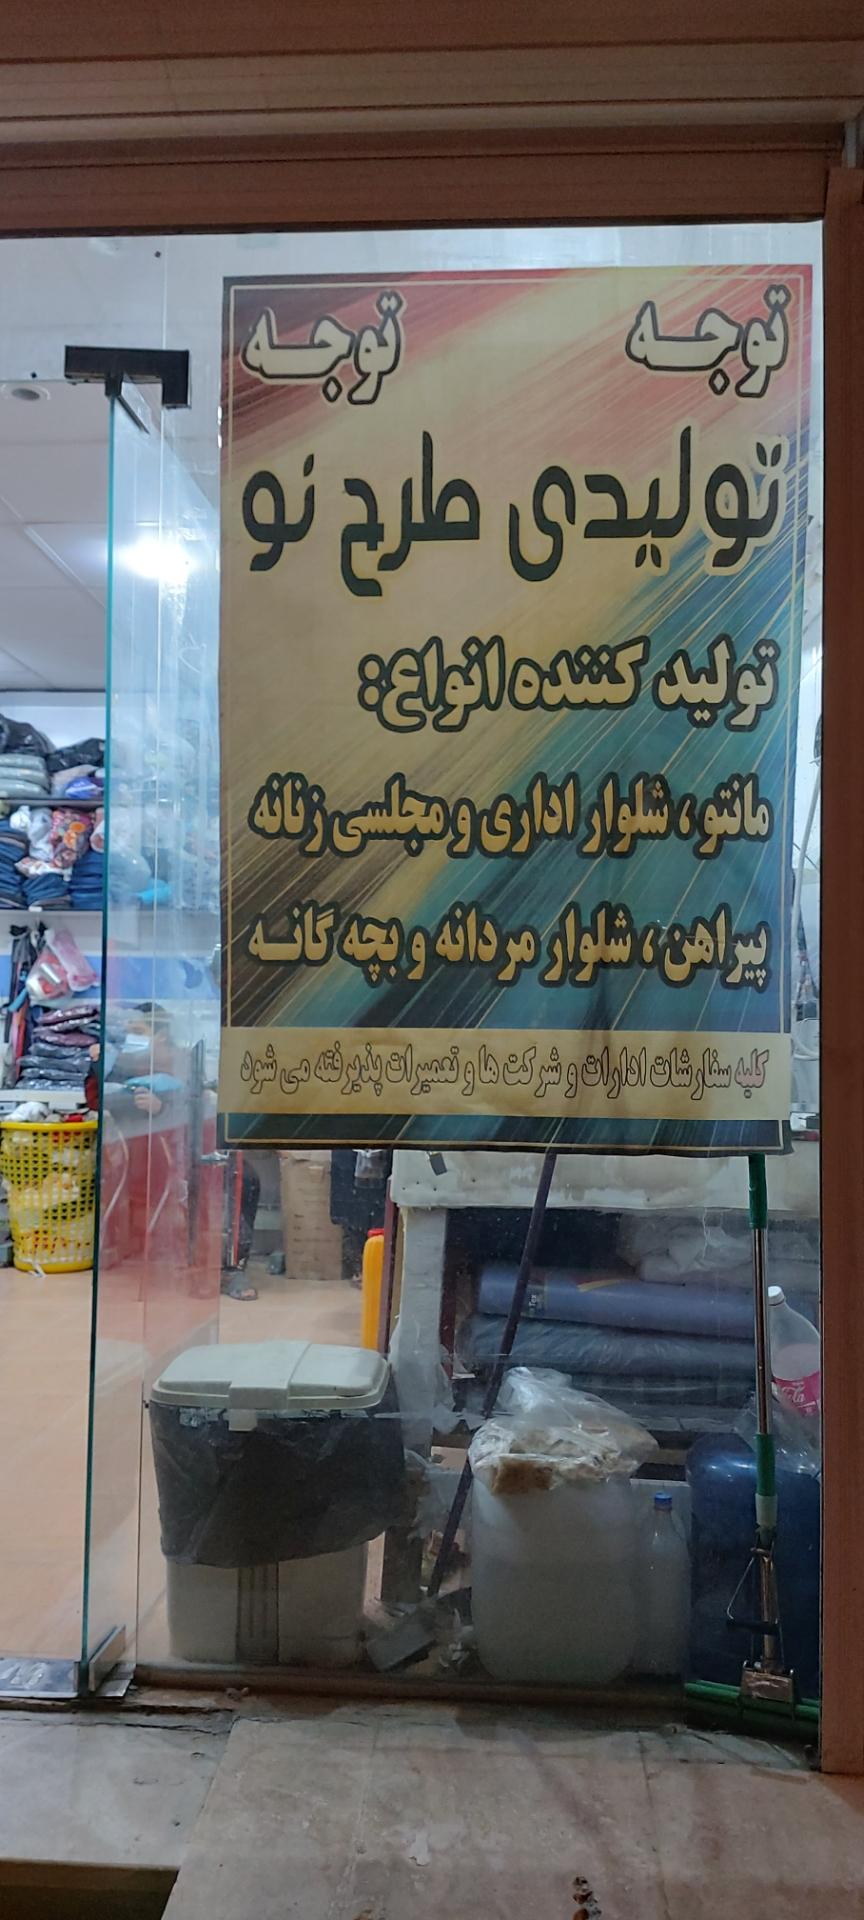 توجه توجه
تولیدی طرح نو
تولید کننده انواع:
مانتو، شلوار اداری و مجلسی زنانه
پیراهن، شلوار مردانه و بچه گانه
کلیه سفارشات ادارات و شرکت ها و تعمیرات پذیرفته می شود